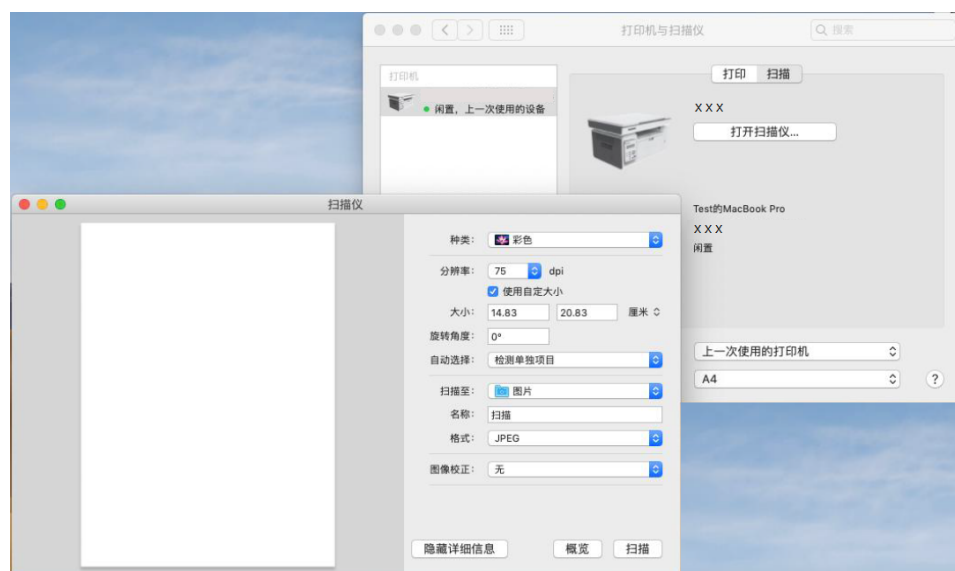 打印机与扫描仪
搜索
打印机
打印 扫描
闲置，上一次使用的设备
XXX
打开扫描仪...
Test的MacBook Pro
XXX
闲置
上一次使用的打印机
A4
?
扫描仪
种类： 彩色
分辨率： 75 dpi
使用自定大小
大小： 14.83 20.83 厘米
旋转角度： 0°
自动选择： 检测单独项目
扫描至： 图片
名称： 扫描
格式： JPEG
图像校正： 无
隐藏详细信息 概览 扫描